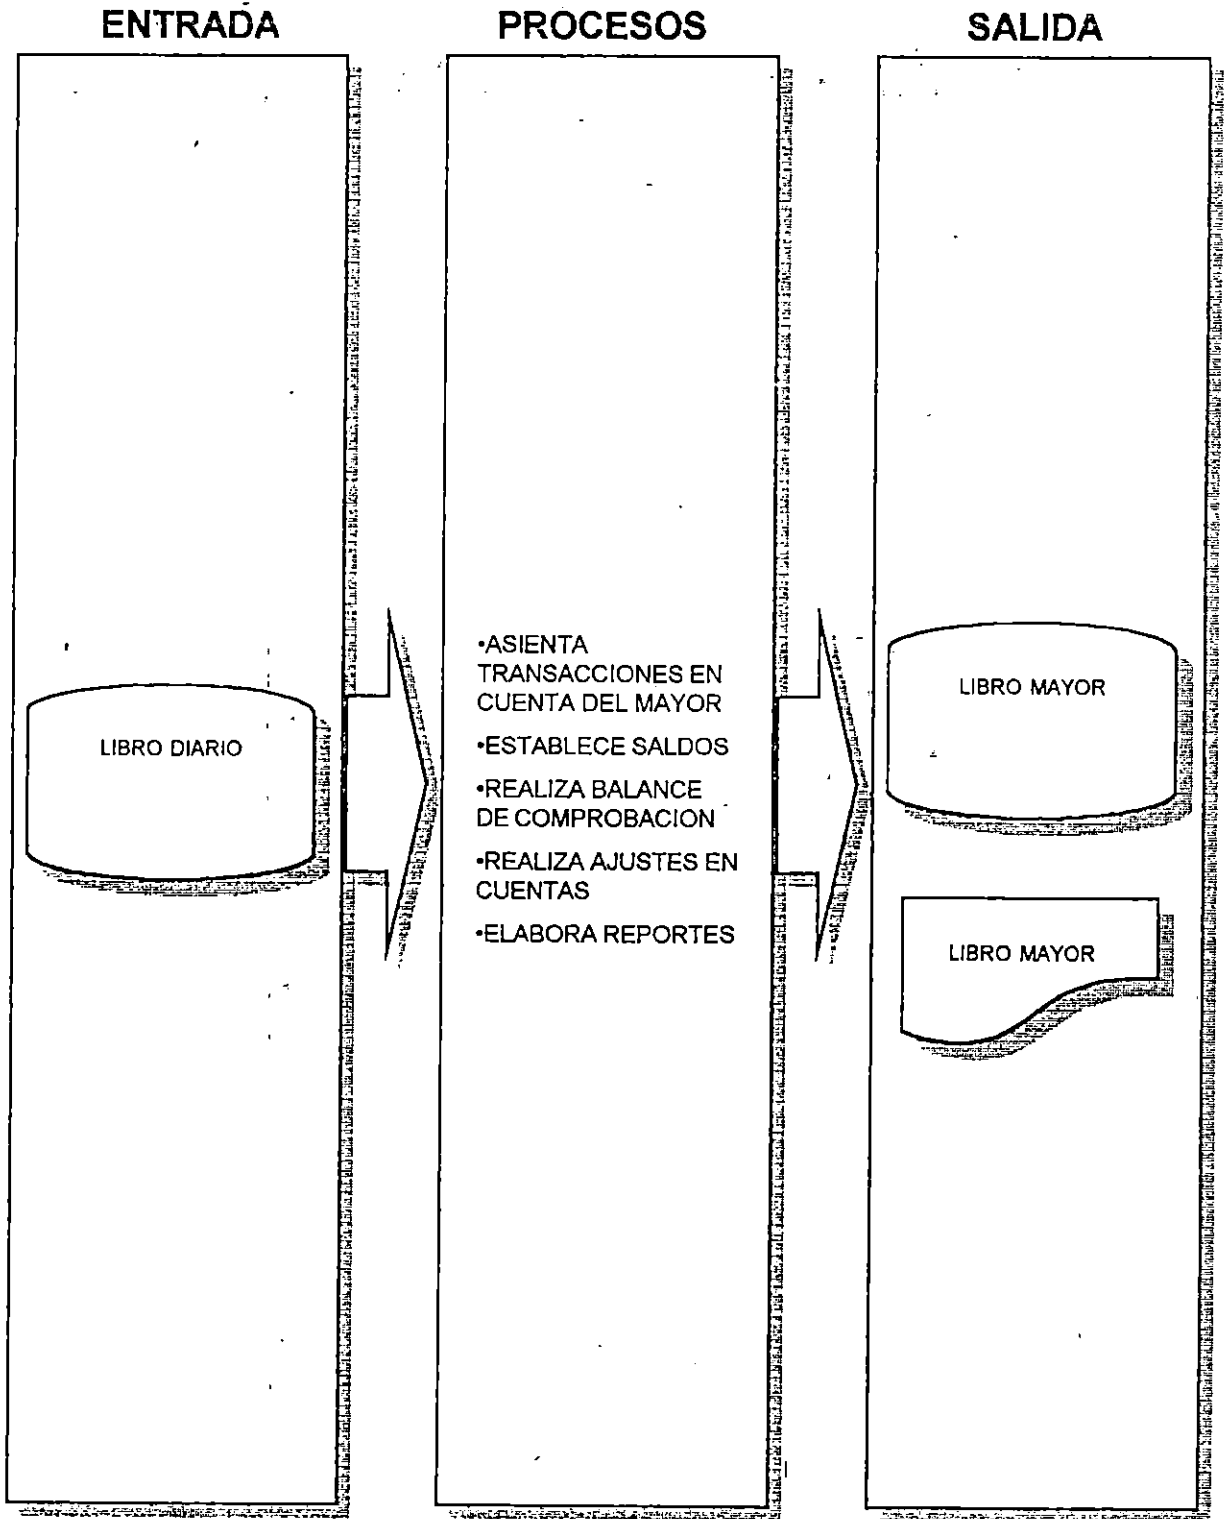 ENTRADA
PROCESOS
SALIDA
LIBRO DIARIO
•ASIENTA
TRANSACCIONES EN
CUENTA DEL MAYOR
•ESTABLECE SALDOS
•REALIZA BALANCE
DE COMPROBACION
•REALIZA AJUSTES EN
CUENTAS
•ELABORA REPORTES
LIBRO MAYOR
LIBRO MAYOR